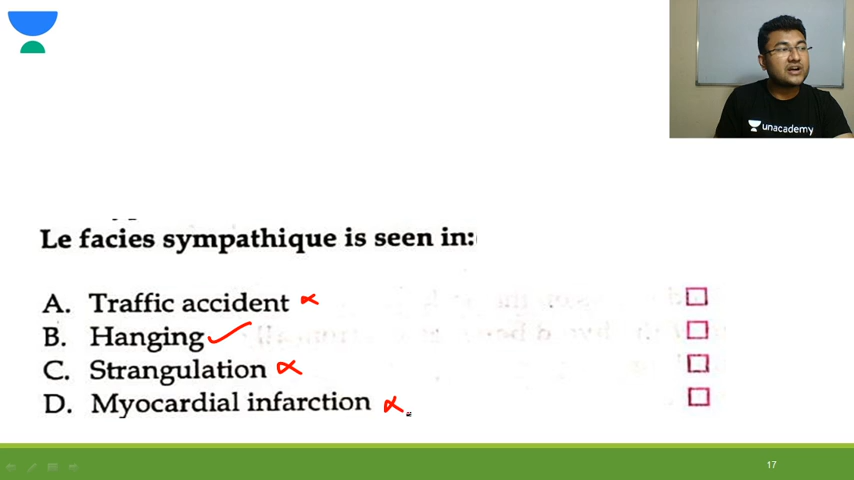 unacademy
Le facies sympathique is seen in:
A. Traffic accident
B. Hanging
C. Strangulation
D. Myocardial infarction
17